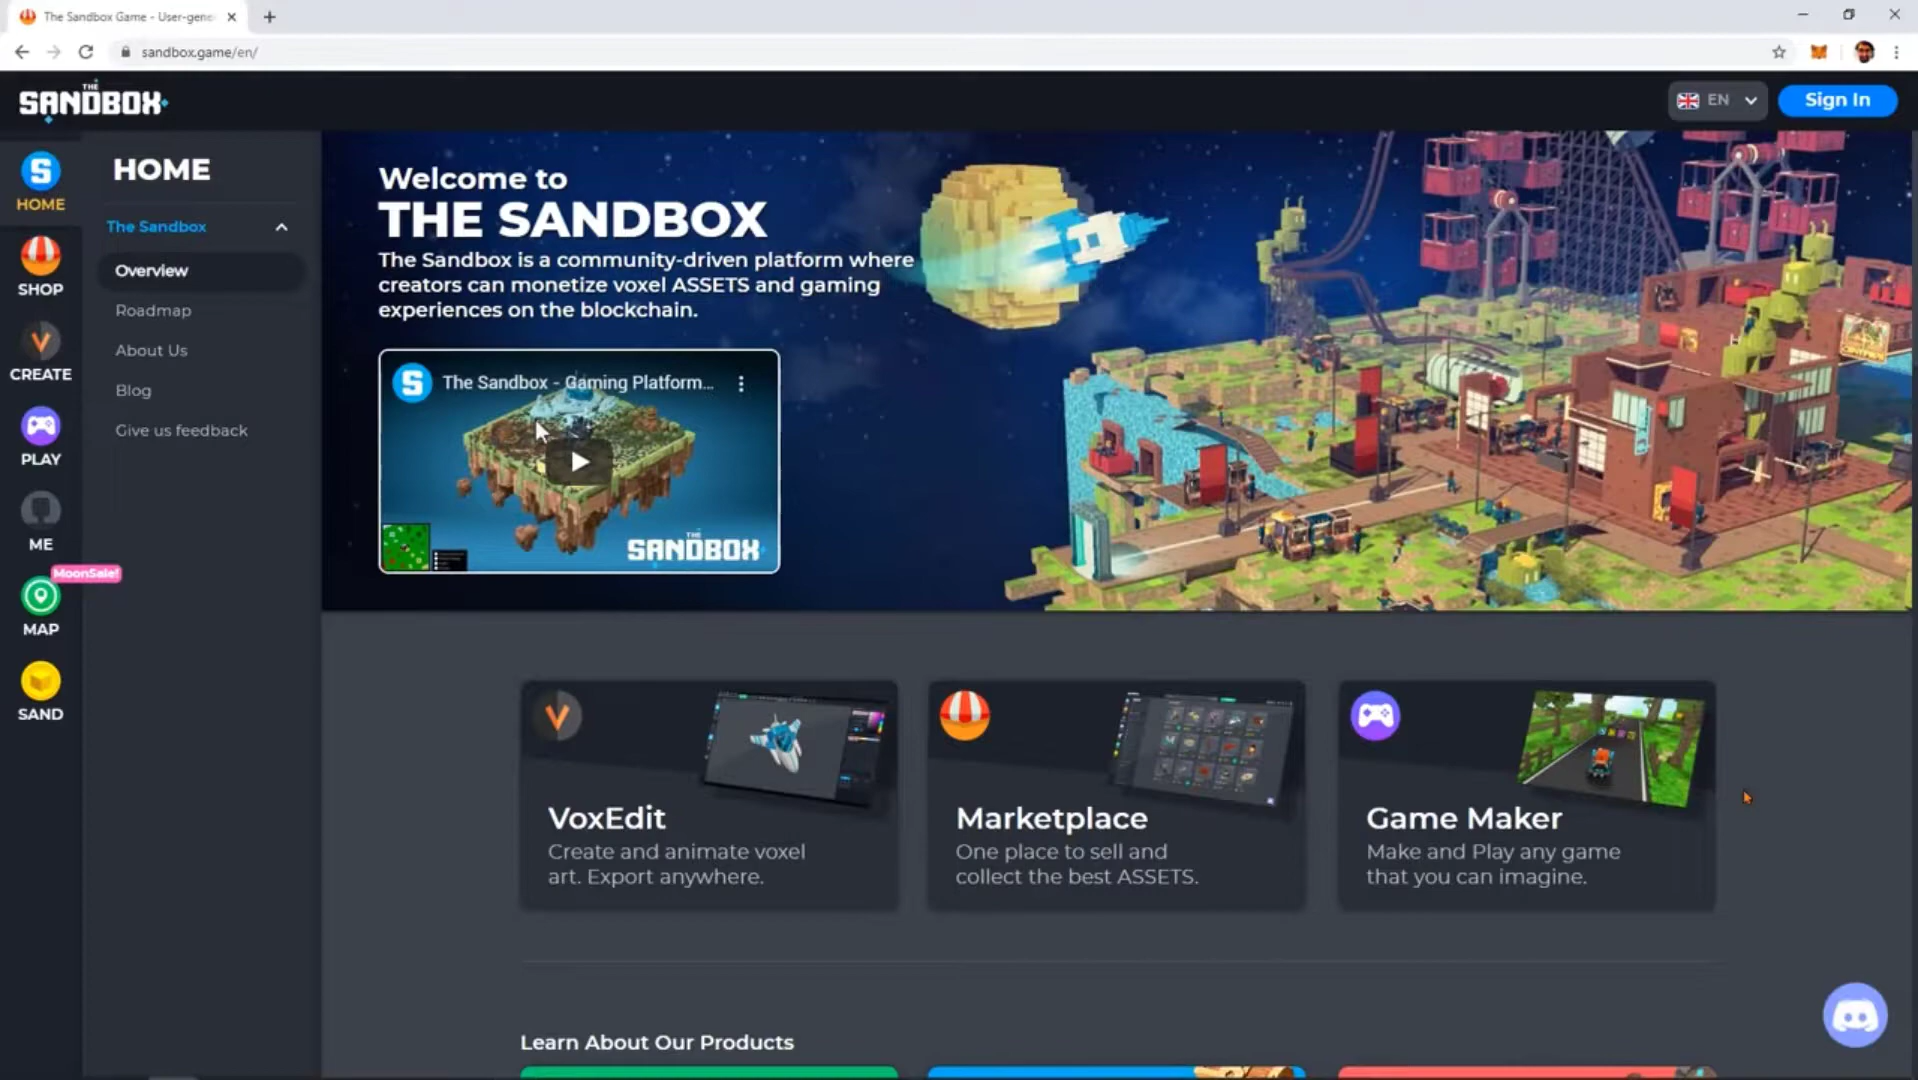 The Sandbox Game - User-gene
sandbox.game/en/
THE
SANDBOX
EN
Sign In
HOME
SHOP
CREATE
PLAY
ME
MoonSale!
MAP
SAND
HOME
The Sandbox
Overview
Roadmap
About Us
Blog
Give us feedback
Welcome to
THE SANDBOX
The Sandbox is a community-driven platform where
creators can monetize voxel ASSETS and gaming
experiences on the blockchain.
The Sandbox - Gaming Platform...
THE
SANDBOX
VoxEdit
Create and animate voxel
art. Export anywhere.
Marketplace
One place to sell and
collect the best ASSETS.
Game Maker
Make and Play any game
that you can imagine.
Learn About Our Products